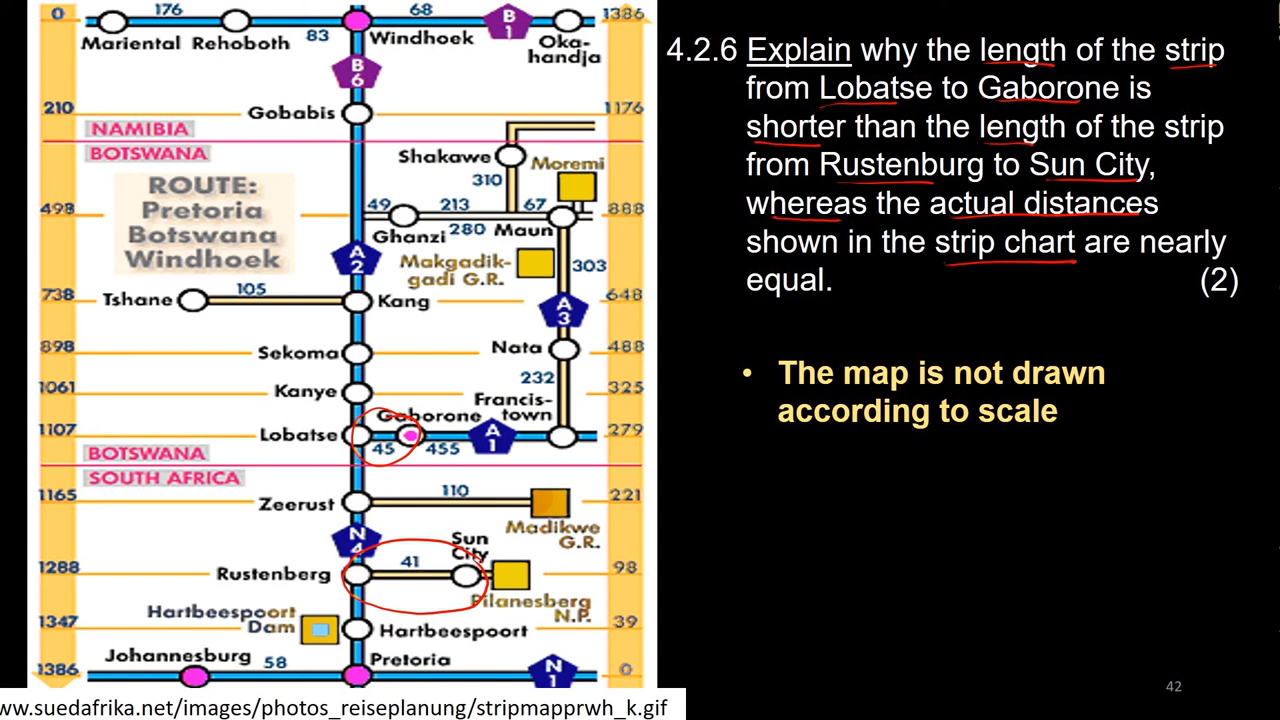 0 176 68 B 1 1386
Mariental Rehoboth 83 Windhoek Oka-
handja
B 6
210 Gobabis 1176
NAMIBIA
BOTSWANA Shakawe Moremi
ROUTE: 310
Pretoria 498 49 213 67 888
Botswana Ghanzi 280 Maun
Windhoek A 2 Makgadik-
gadi G.R. 303
738 Tshane 105 Kang A 3 648
898 Sekoma Nata 488
1061 Kanye 232 325
Gaborone Francis-
town
1107 Lobatse 45 455 A 1 279
BOTSWANA
SOUTH AFRICA
1165 Zeerust 110 221
N 4 Madikwe
G.R.
Sun
City
1288 Rustenberg 41 98
Pilanesberg
N.P.
Hartbeespoort
Dam
1347 Hartbeespoort 39
Johannesburg 58 Pretoria
1386 N 1 0
ww.suedafrika.net/images/photos_reiseplanung/stripmapprwh_k.gif
4.2.6 Explain why the length of the strip
from Lobatse to Gaborone is
shorter than the length of the strip
from Rustenburg to Sun City,
whereas the actual distances
shown in the strip chart are nearly
equal. (2)
• The map is not drawn
according to scale
42